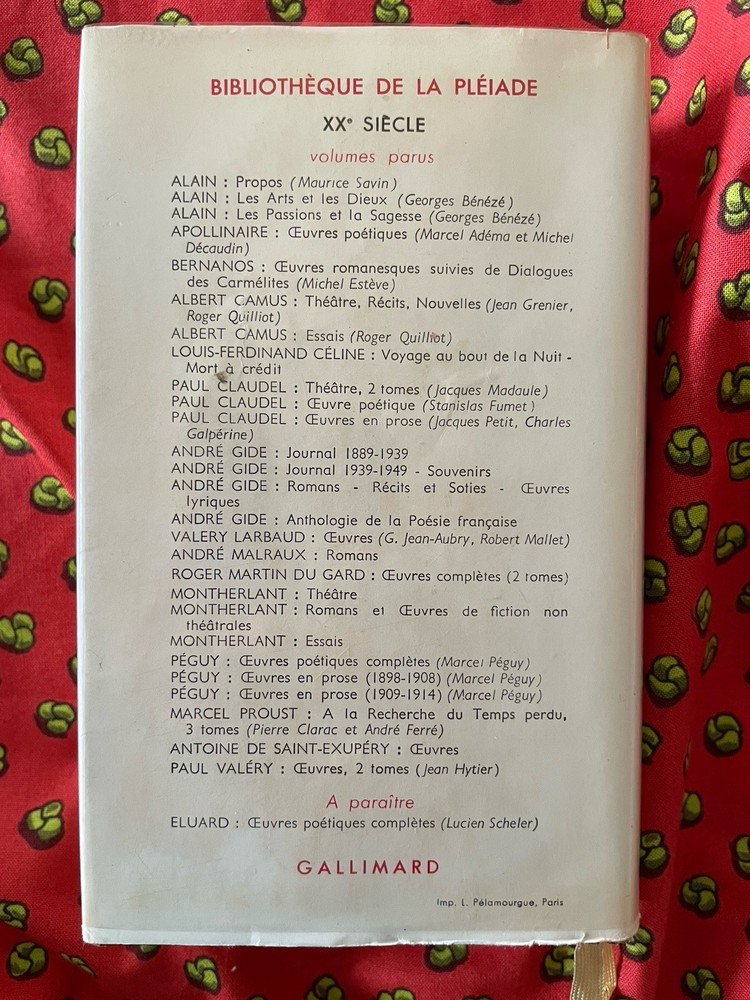 BIBLIOTHÈQUE DE LA PLÉIADE
XXe SIÈCLE
volumes parus
ALAIN : Propos (Maurice Savin)
ALAIN : Les Arts et les Dieux (Georges Bénézé)
ALAIN : Les Passions et la Sagesse (Georges Bénézé)
APOLLINAIRE : Œuvres poétiques (Marcel Adéma et Michel
Décaudin)
BERNANOS : Œuvres romanesques suivies de Dialogues
des Carmélites (Michel Estève)
ALBERT CAMUS : Théâtre, Récits, Nouvelles (Jean Grenier,
Roger Quilliot)
ALBERT CAMUS : Essais (Roger Quilliot)
LOUIS-FERDINAND CÉLINE : Voyage au bout de la Nuit -
Mort à crédit
PAUL CLAUDEL : Théâtre, 2 tomes (Jacques Madaule)
PAUL CLAUDEL : Œuvre poétique (Stanislas Fumet)
PAUL CLAUDEL : Œuvres en prose (Jacques Petit, Charles
Galpérine)
ANDRÉ GIDE : Journal 1889-1939
ANDRÉ GIDE : Journal 1939-1949 - Souvenirs
ANDRÉ GIDE : Romans - Récits et Soties - Œuvres
lyriques
ANDRÉ GIDE : Anthologie de la Poésie française
VALERY LARBAUD : Œuvres (G. Jean-Aubry, Robert Mallet)
ANDRÉ MALRAUX : Romans
ROGER MARTIN DU GARD : Œuvres complètes (2 tomes)
MONTHERLANT : Théâtre
MONTHERLANT : Romans et Œuvres de fiction non
théâtrales
MONTHERLANT : Essais
PÉGUY : Œuvres poétiques complètes (Marcel Péguy)
PÉGUY : Œuvres en prose (1898-1908) (Marcel Péguy)
PÉGUY : Œuvres en prose (1909-1914) (Marcel Péguy)
MARCEL PROUST : A la Recherche du Temps perdu,
3 tomes (Pierre Clarac et André Ferré)
ANTOINE DE SAINT-EXUPÉRY : Œuvres
PAUL VALÉRY : Œuvres, 2 tomes (Jean Hytier)
A paraître
ELUARD : Œuvres poétiques complètes (Lucien Scheler)
GALLIMARD
Imp. L. Pélamourgue, Paris